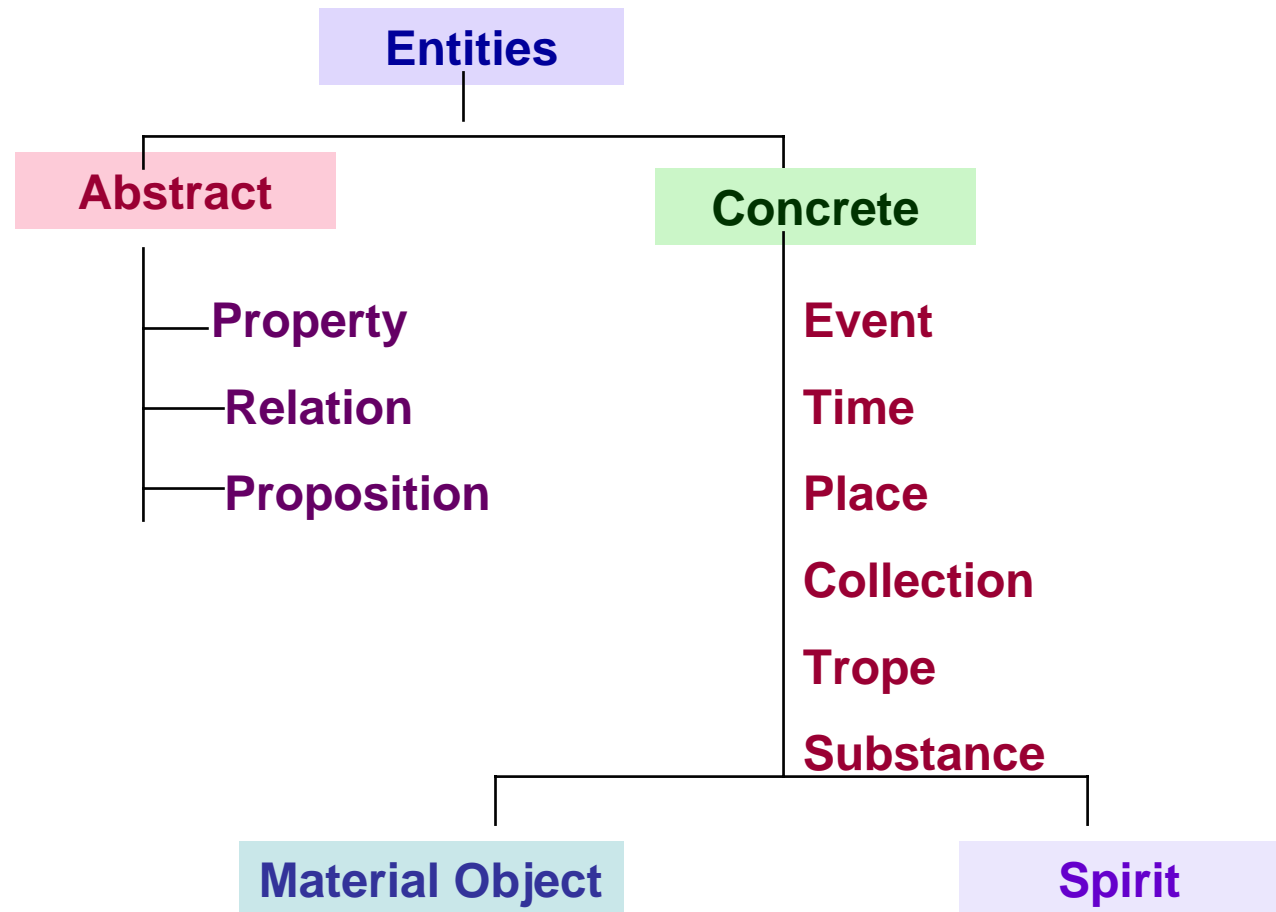 Entities
Abstract
Concrete
Property
Relation
Proposition
Event
Time
Place
Collection
Trope
Substance
Material Object
Spirit